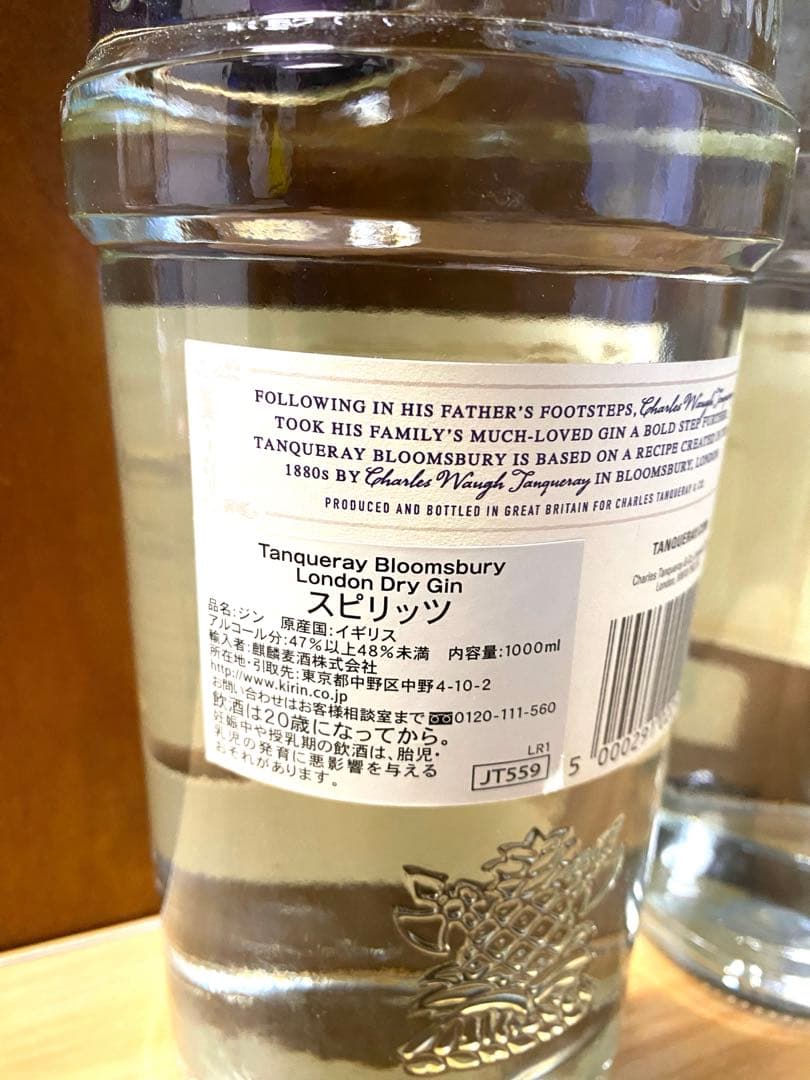 FOLLOWING IN HIS FATHER'S FOOTSTEPS, Charles Waugh Tanqueray
TOOK HIS FAMILY'S MUCH-LOVED GIN A BOLD STEP FURTHER.
TANQUERAY BLOOMSBURY IS BASED ON A RECIPE CREATED IN
1880s BY Charles Waugh Tanqueray IN BLOOMSBURY, LONDON
PRODUCED AND BOTTLED IN GREAT BRITAIN FOR CHARLES TANQUERAY & CO.
TANQUERAY.COM
Charles Tanqueray &
London,
Tanqueray Bloomsbury
London Dry Gin
スピリッツ
品名:ジン 原産国:イギリス
アルコール分:47%以上48%未満 内容量:1000ml
輸入者:麒麟麦酒株式会社
所在地・引取先:東京都中野区中野4-10-2
http://www.kirin.co.jp
お問い合わせはお客様相談室まで 0120-111-560
飲酒は20歳になってから。
妊娠中や授乳期の飲酒は、胎児・
乳児の発育に悪影響を与える
おそれがあります。
LR1
JT559
5 000291